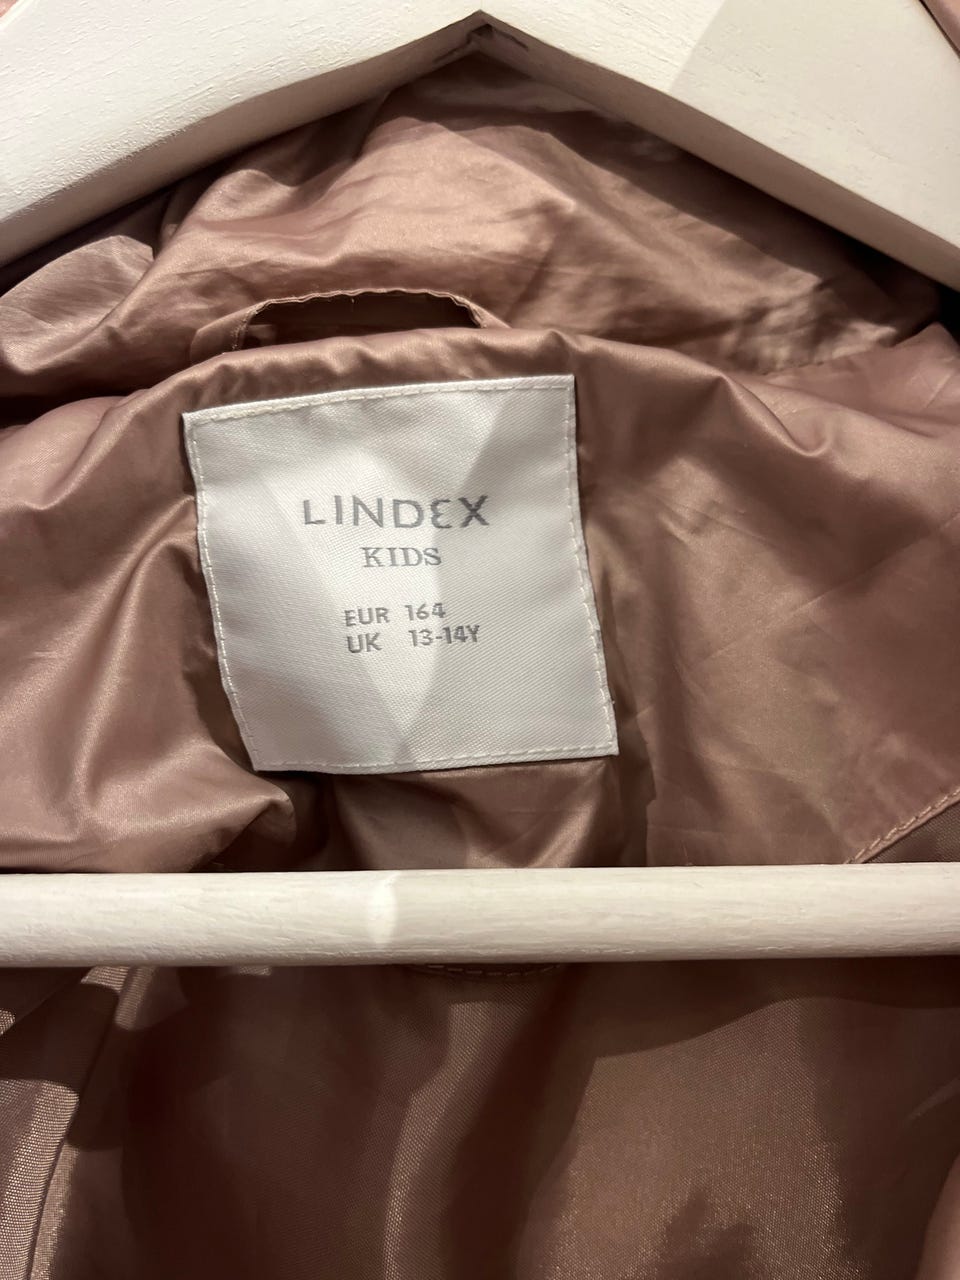 LINDEX
KIDS
EUR 164
UK 13-14Y